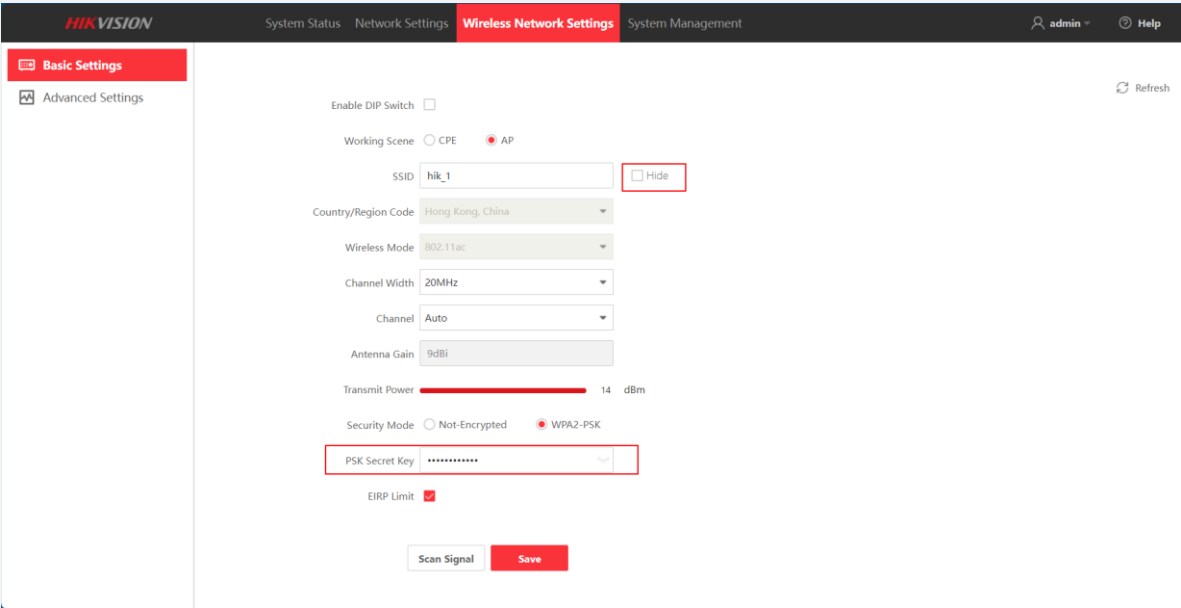 HIKVISION System Status Network Settings Wireless Network Settings System Management admin Help
Basic Settings
Advanced Settings
Refresh
Enable DIP Switch
Working Scene CPE AP
SSID hik_1 Hide
Country/Region Code Hong Kong, China
Wireless Mode 802.11ac
Channel Width 20MHz
Channel Auto
Antenna Gain 9dBi
Transmit Power 14 dBm
Security Mode Not-Encrypted WPA2-PSK
PSK Secret Key ••••••••••••
EIRP Limit
Scan Signal Save